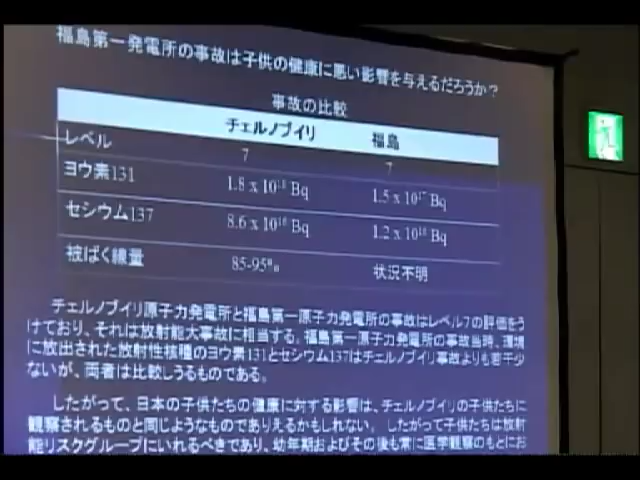 福島第一発電所の事故は子供の健康に悪い影響を与えるだろうか?
事故の比較
チェルノブイリ 福島
レベル 7 7
ヨウ素131 1.8 x 10¹⁸ Bq 1.5 x 10¹⁷ Bq
セシウム137 8.6 x 10¹⁶ Bq 1.2 x 10¹⁶ Bq
被ばく線量 85-95% 状況不明
チェルノブイリ原子力発電所と福島第一原子力発電所の事故はレベル7の評価をう
けており、それは放射能大事故に相当する。福島第一原子力発電所の事故当時、環境
に放出された放射性核種のヨウ素131とセシウム137はチェルノブイリ事故よりも若干少
ないが、両者は比較しうるものである。
したがって、日本の子供たちの健康に対する影響は、チェルノブイリの子供たちに
観察されるものと同じようなものでありえるかもしれない。したがって子供たちは放射
能リスクグループにいれるべきであり、幼年期およびその後も常に医学観察のもとにお